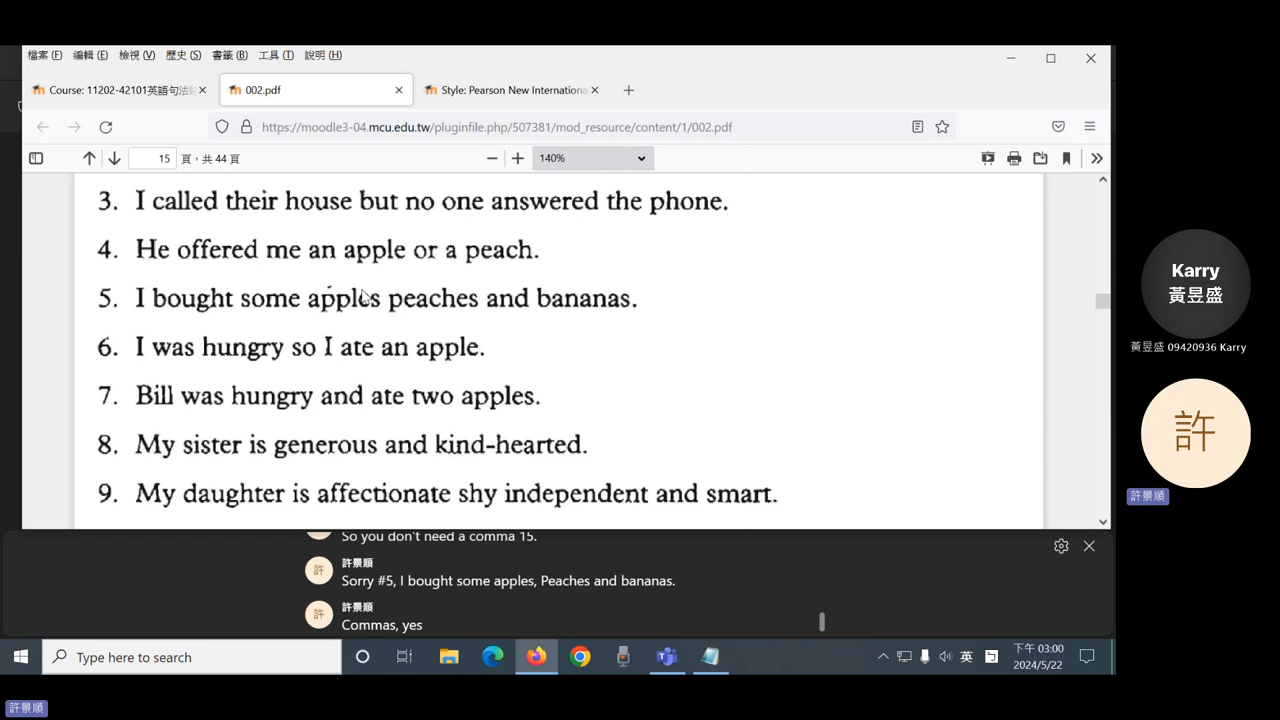 檔案(F) 編輯(E) 檢視(V) 歷史(S) 書籤(B) 工具(T) 說明(H)
Course: 11202-42101英語句法結
002.pdf
Style: Pearson New Internationa
https://moodle3-04.mcu.edu.tw/pluginfile.php/507381/mod_resource/content/1/002.pdf
15 頁，共 44 頁
140%
3. I called their house but no one answered the phone.
4. He offered me an apple or a peach.
5. I bought some apples peaches and bananas.
6. I was hungry so I ate an apple.
7. Bill was hungry and ate two apples.
8. My sister is generous and kind-hearted.
9. My daughter is affectionate shy independent and smart.
So you don't need a comma 15.
許景順
許
Sorry #5, I bought some apples, Peaches and bananas.
許景順
許
Commas, yes
Type here to search
英
下午 03:00
2024/5/22
Karry
黃昱盛
黃昱盛 09420936 Karry
許
許景順
許景順